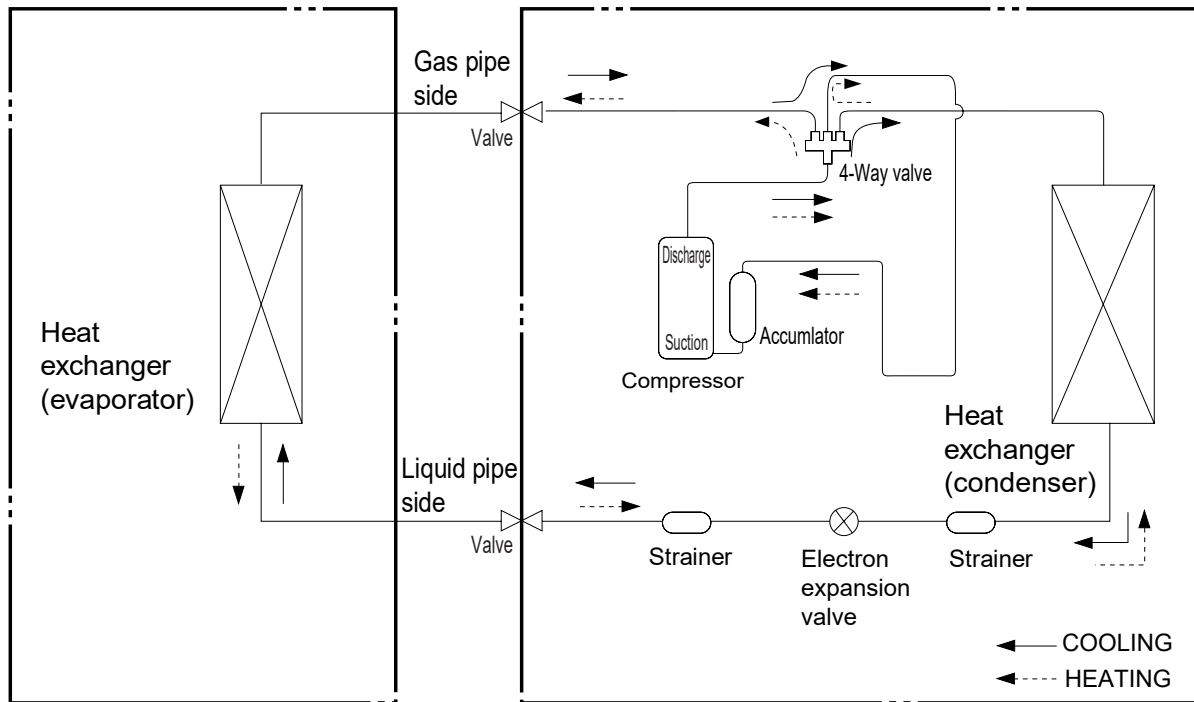 Gas pipe
side
Valve
4-Way valve
Discharge
Suction
Accumlator
Compressor
Heat
exchanger
(evaporator)
Heat
exchanger
(condenser)
Liquid pipe
side
Valve
Strainer
Electron
expansion
valve
Strainer
COOLING
HEATING